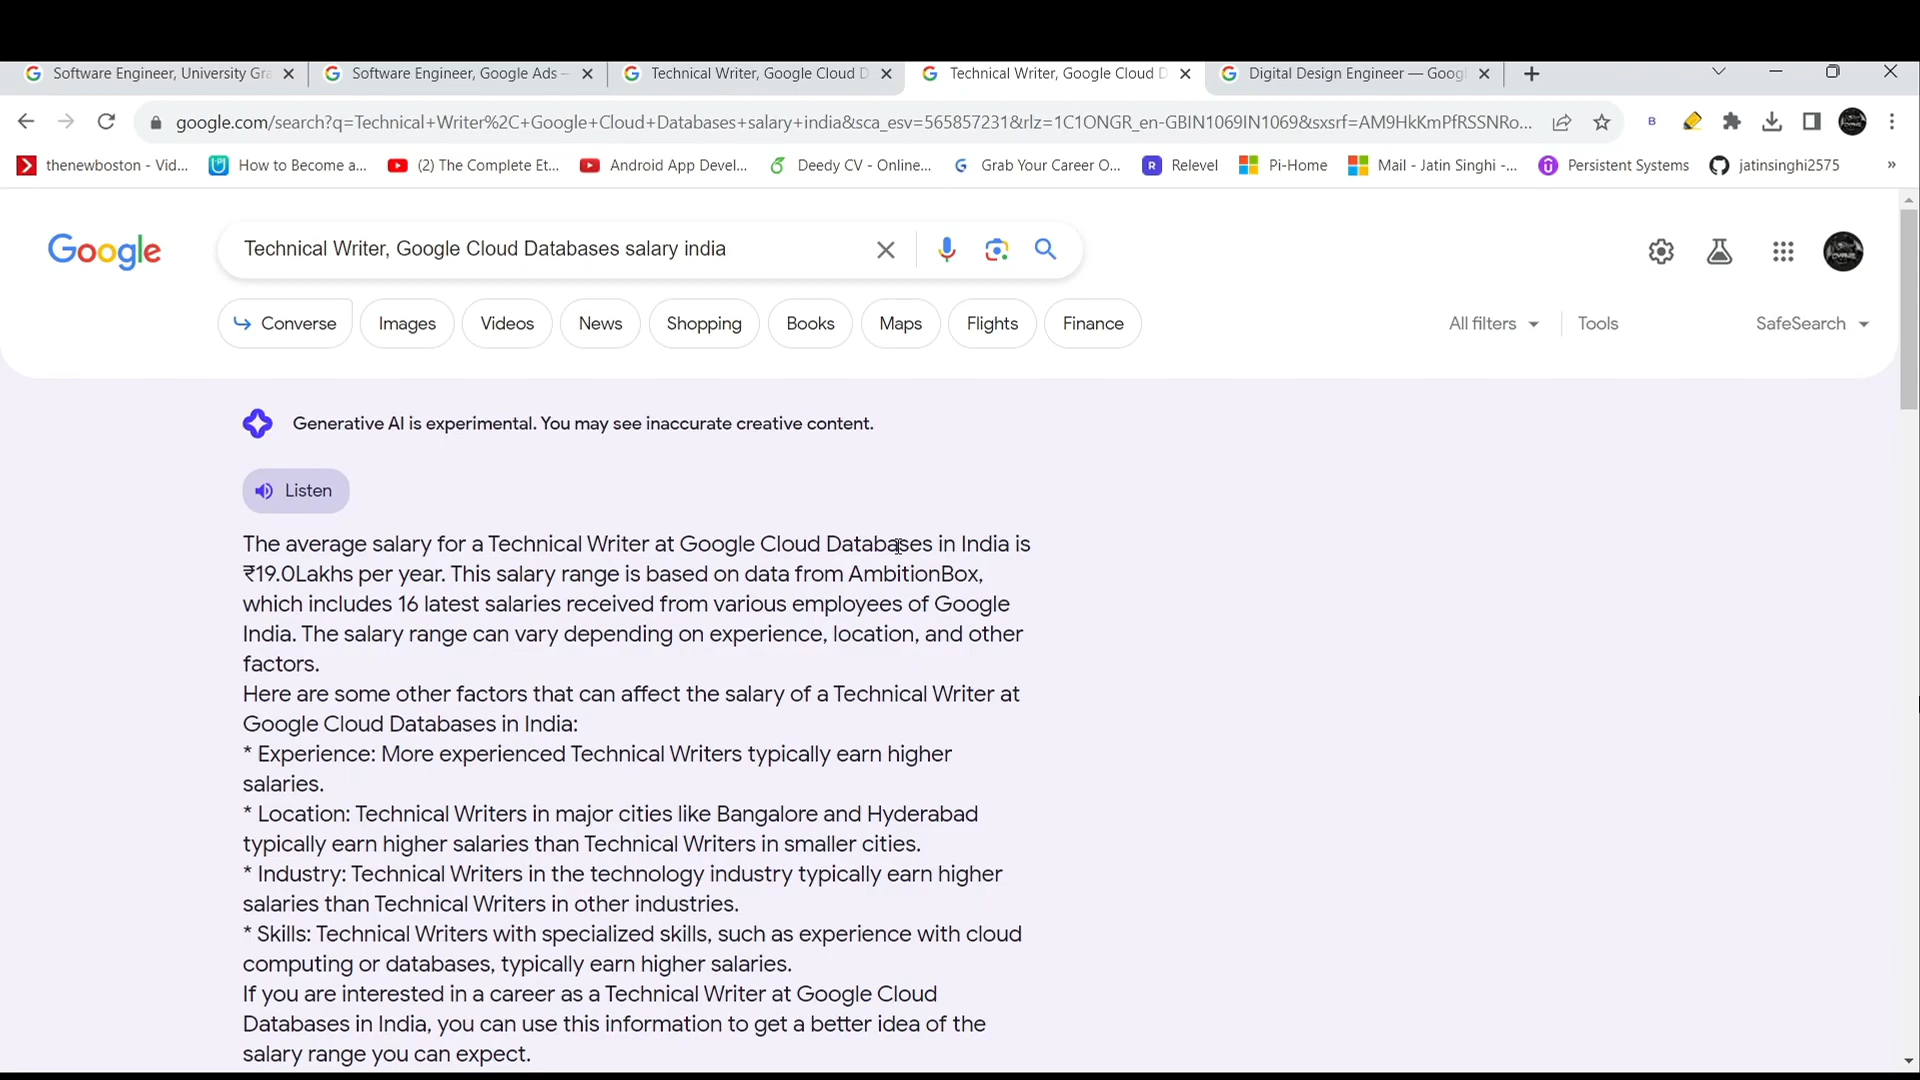 Software Engineer, University Gra
Software Engineer, Google Ads –
Technical Writer, Google Cloud D
Technical Writer, Google Cloud D
Digital Design Engineer — Goog
google.com/search?q=Technical+Writer%2C+Google+Cloud+Databases+salary+india&sca_esv=565857231&rlz=1C1ONGR_en-GBIN1069IN1069&sxsrf=AM9HkKmPfRSSNRo...
thenewboston - Vid...
How to Become a...
(2) The Complete Et...
Android App Devel...
Deedy CV - Online...
Grab Your Career O...
Relevel
Pi-Home
Mail - Jatin Singhi -...
Persistent Systems
jatinsinghi2575
Google
Technical Writer, Google Cloud Databases salary india
Converse
Images
Videos
News
Shopping
Books
Maps
Flights
Finance
All filters
Tools
SafeSearch
Generative AI is experimental. You may see inaccurate creative content.
Listen
The average salary for a Technical Writer at Google Cloud Databases in India is
₹19.0Lakhs per year. This salary range is based on data from AmbitionBox,
which includes 16 latest salaries received from various employees of Google
India. The salary range can vary depending on experience, location, and other
factors.
Here are some other factors that can affect the salary of a Technical Writer at
Google Cloud Databases in India:
* Experience: More experienced Technical Writers typically earn higher
salaries.
* Location: Technical Writers in major cities like Bangalore and Hyderabad
typically earn higher salaries than Technical Writers in smaller cities.
* Industry: Technical Writers in the technology industry typically earn higher
salaries than Technical Writers in other industries.
* Skills: Technical Writers with specialized skills, such as experience with cloud
computing or databases, typically earn higher salaries.
If you are interested in a career as a Technical Writer at Google Cloud
Databases in India, you can use this information to get a better idea of the
salary range you can expect.